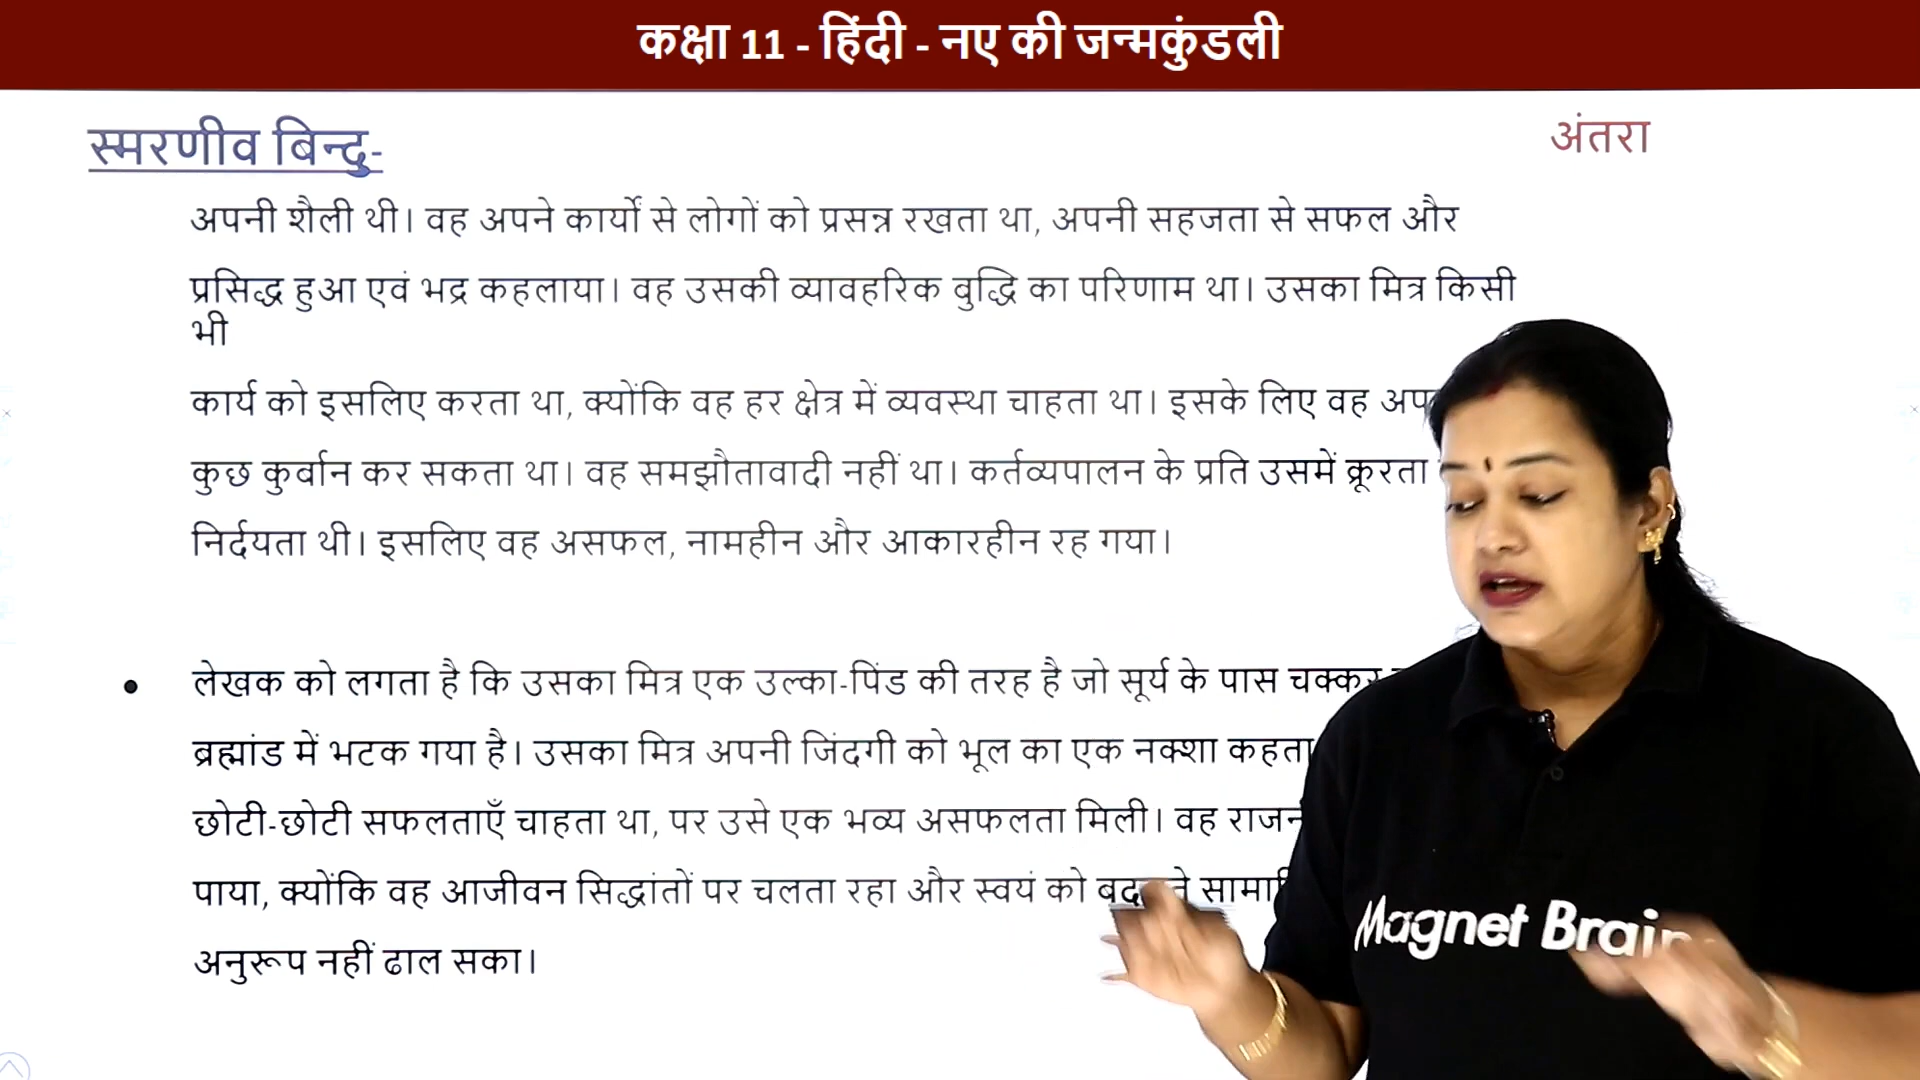 कक्षा 11 - हिंदी - नए की जन्मकुंडली
स्मरणीव बिन्दु-
अंतरा
अपनी शैली थी। वह अपने कार्यों से लोगों को प्रसन्न रखता था, अपनी सहजता से सफल और
प्रसिद्ध हुआ एवं भद्र कहलाया। वह उसकी व्यावहरिक बुद्धि का परिणाम था। उसका मित्र किसी
भी
कार्य को इसलिए करता था, क्योंकि वह हर क्षेत्र में व्यवस्था चाहता था। इसके लिए वह
कुछ कुर्बान कर सकता था। वह समझौतावादी नहीं था। कर्तव्यपालन के प्रति उसमें क्रूरता
निर्दयता थी। इसलिए वह असफल, नामहीन और आकारहीन रह गया।
• लेखक को लगता है कि उसका मित्र एक उल्का-पिंड की तरह है जो सूर्य के पास चक्कर
ब्रह्मांड में भटक गया है। उसका मित्र अपनी जिंदगी को भूल का एक नक्शा कहता
छोटी-छोटी सफलताएँ चाहता था, पर उसे एक भव्य असफलता मिली। वह
पाया, क्योंकि वह आजीवन सिद्धांतों पर चलता रहा और स्वयं को
अनुरूप नहीं ढाल सका।
Magnet